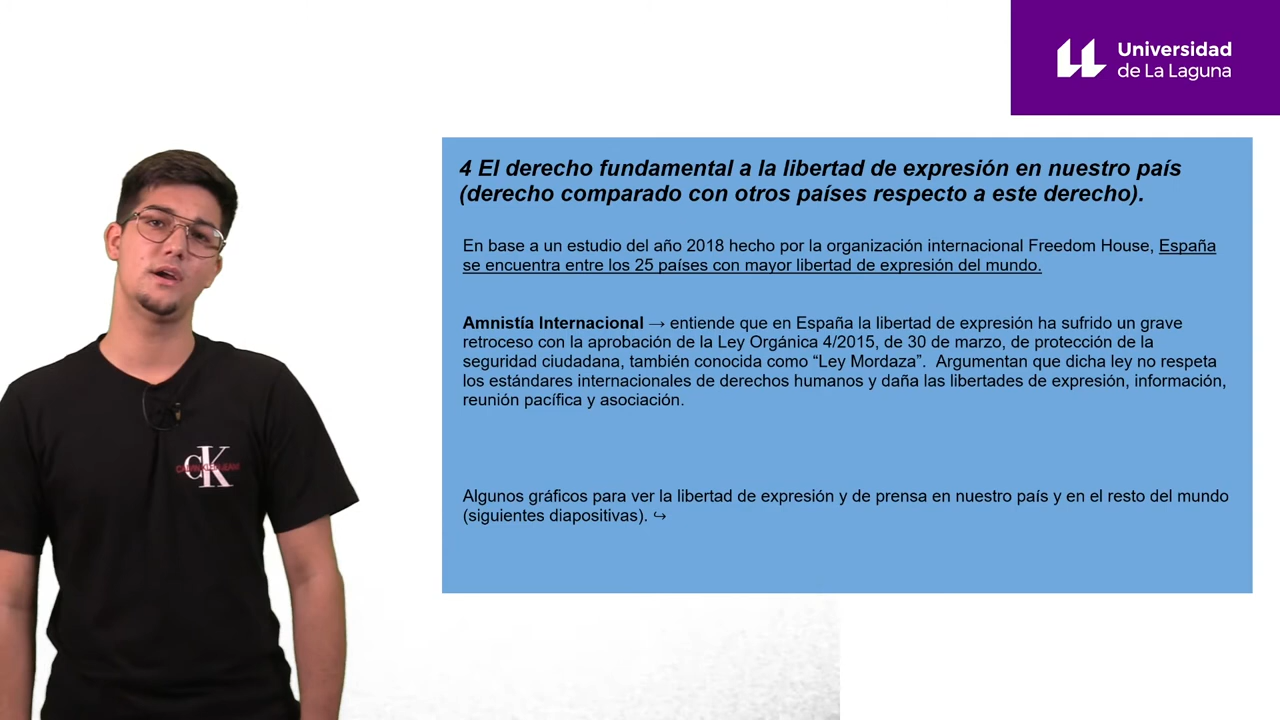 Universidad
de La Laguna
4 El derecho fundamental a la libertad de expresión en nuestro país
(derecho comparado con otros países respecto a este derecho).
En base a un estudio del año 2018 hecho por la organización internacional Freedom House, España
se encuentra entre los 25 países con mayor libertad de expresión del mundo.
Amnistía Internacional → entiende que en España la libertad de expresión ha sufrido un grave
retroceso con la aprobación de la Ley Orgánica 4/2015, de 30 de marzo, de protección de la
seguridad ciudadana, también conocida como “Ley Mordaza”.  Argumentan que dicha ley no respeta
los estándares internacionales de derechos humanos y daña las libertades de expresión, información,
reunión pacífica y asociación.
Algunos gráficos para ver la libertad de expresión y de prensa en nuestro país y en el resto del mundo
(siguientes diapositivas). ↪
CK
CALVIN KLEIN JEANS